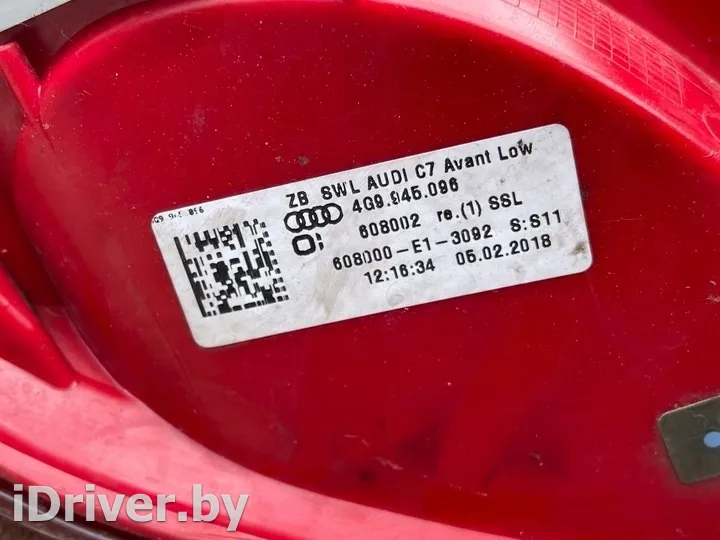 ZB SWL AUDI C7 Avant Low
4G9.945.096
608002 re.(1) SSL
608000-E1-3092 S:S11
12:16:34 05.02.2018
iDriver.by